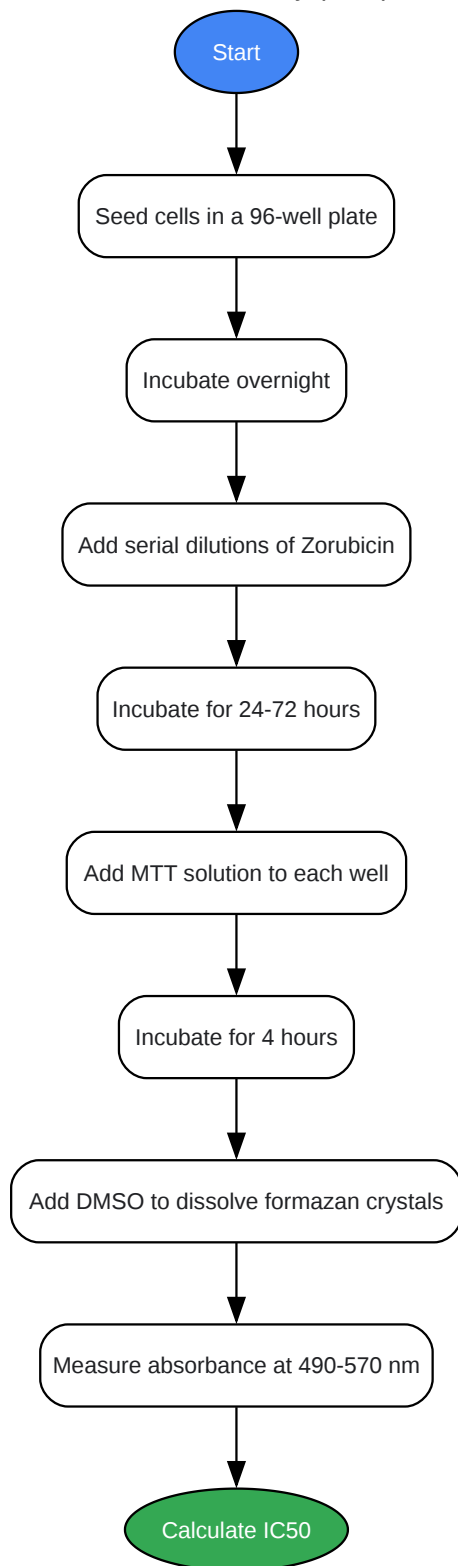 Start
Seed cells in a 96-well plate
Incubate overnight
Add serial dilutions of Zorubicin
Incubate for 24-72 hours
Add MTT solution to each well
Incubate for 4 hours
Add DMSO to dissolve formazan crystals
Measure absorbance at 490-570 nm
Calculate IC50